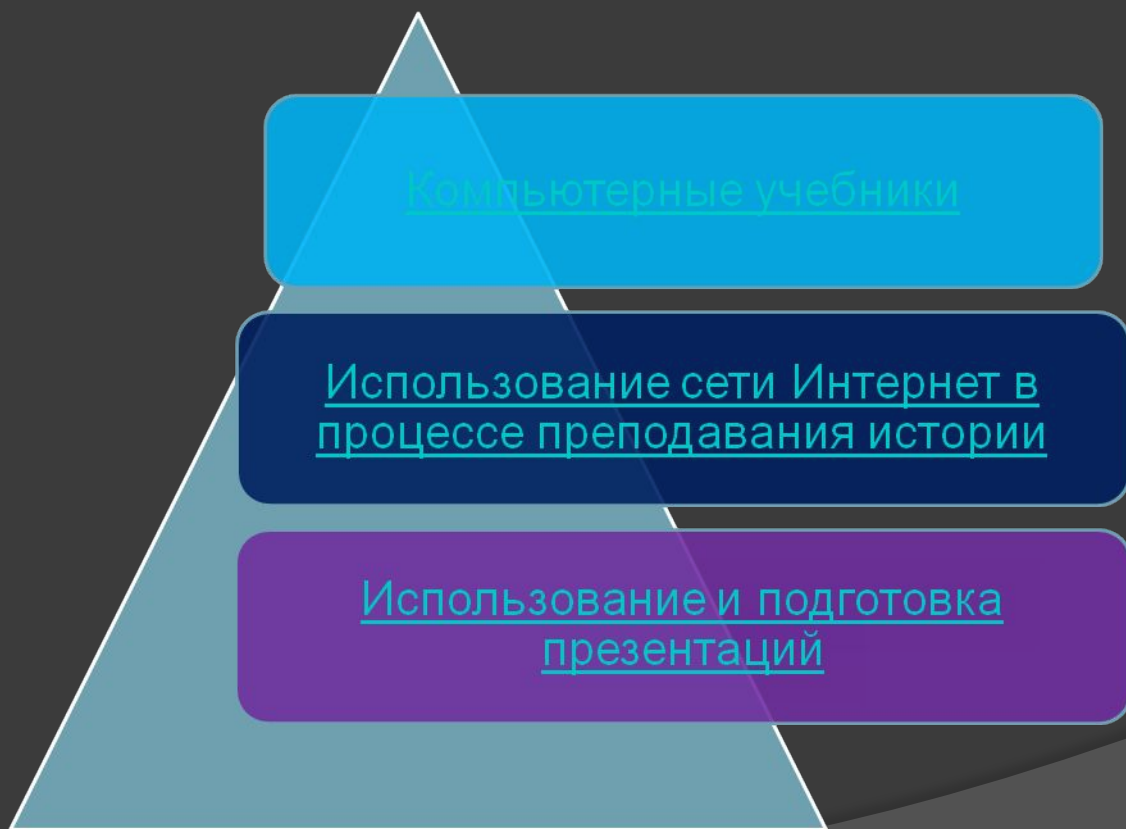 Компьютерные учебники
Использование сети Интернет в
процессе преподавания истории
Использование и подготовка
презентаций